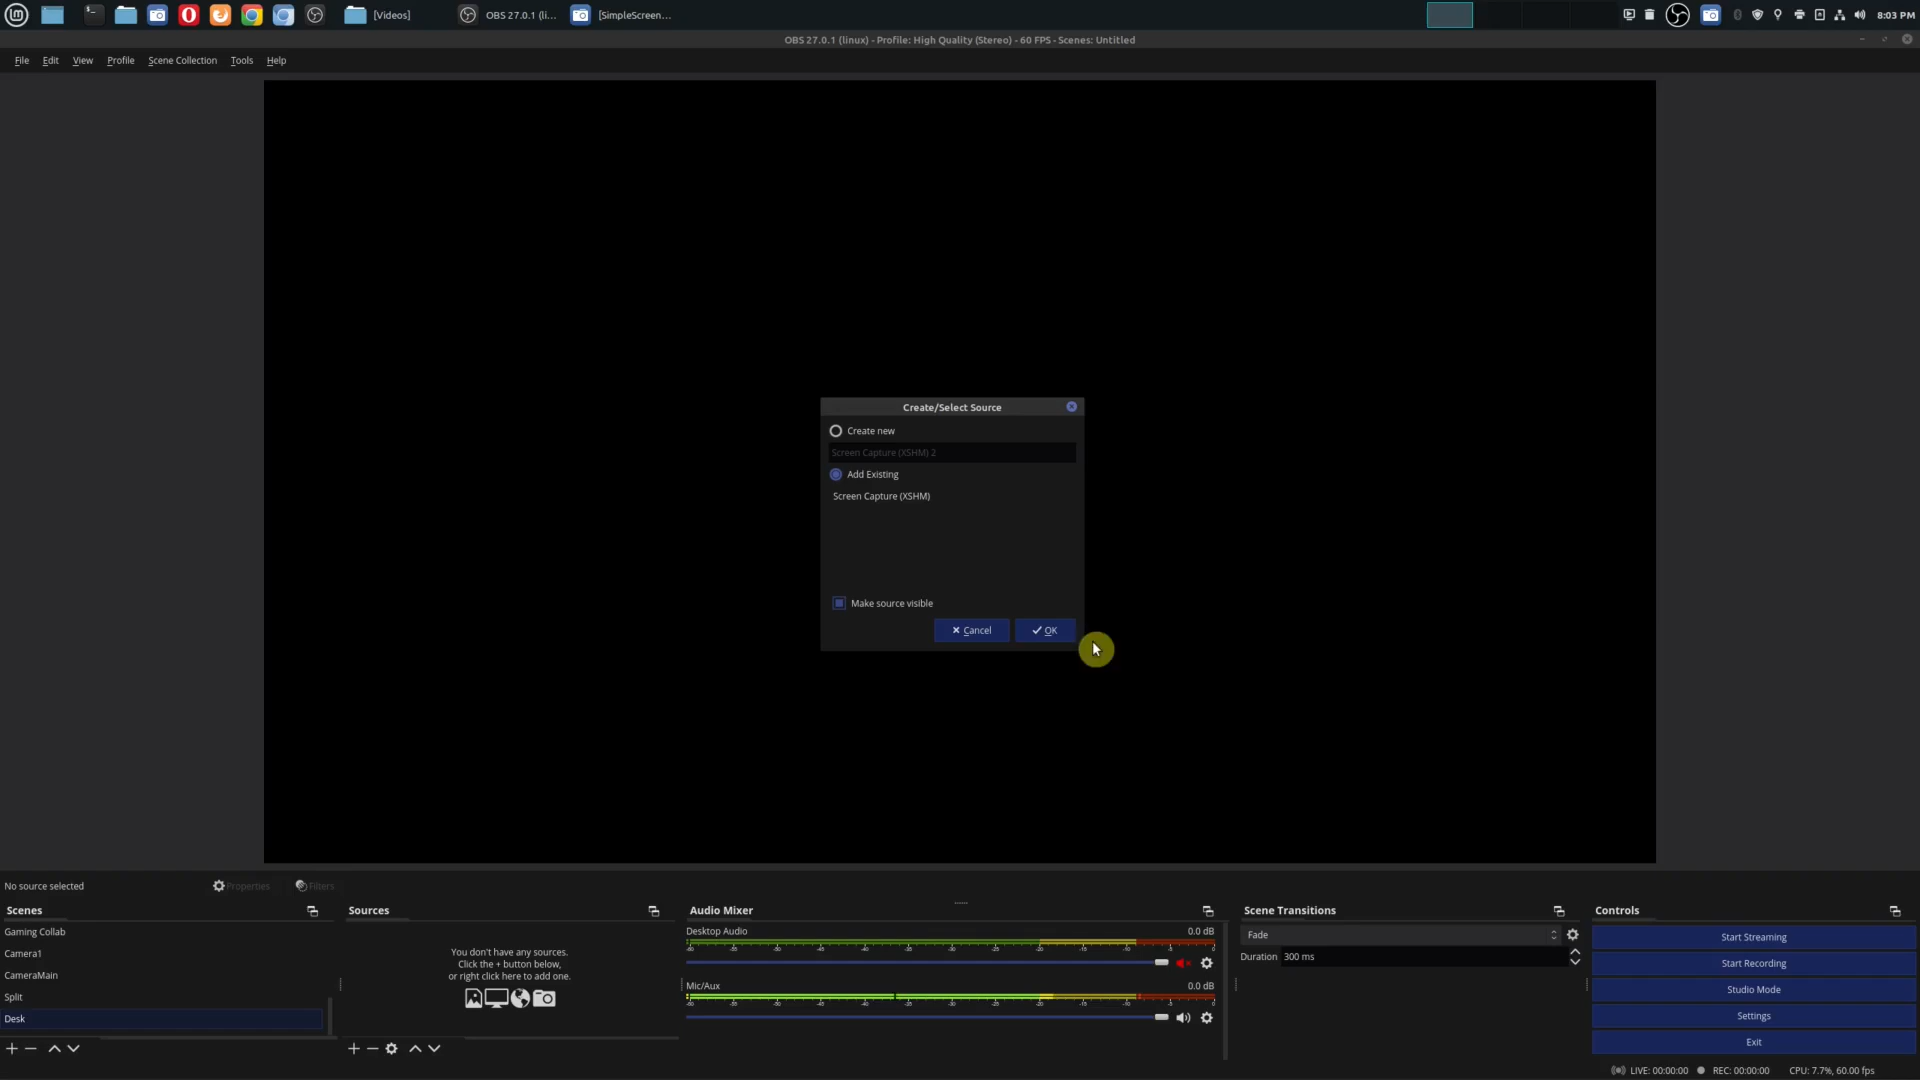 [Videos]
OBS 27.0.1 (li...
[SimpleScreen...
8:03 PM
OBS 27.0.1 (linux) - Profile: High Quality (Stereo) - 60 FPS - Scenes: Untitled
File Edit View Profile Scene Collection Tools Help
Create/Select Source
Create new
Screen Capture (XSHM) 2
Add Existing
Screen Capture (XSHM)
Make source visible
Cancel OK
No source selected
Properties
Filters
Scenes
Gaming Collab
Camera1
CameraMain
Split
Desk
Sources
You don't have any sources.
Click the + button below,
or right click here to add one.
Audio Mixer
Desktop Audio 0.0 dB
Mic/Aux 0.0 dB
Scene Transitions
Fade
Duration 300 ms
Controls
Start Streaming
Start Recording
Studio Mode
Settings
Exit
LIVE: 00:00:00 REC: 00:00:00 CPU: 7.7%, 60.00 fps